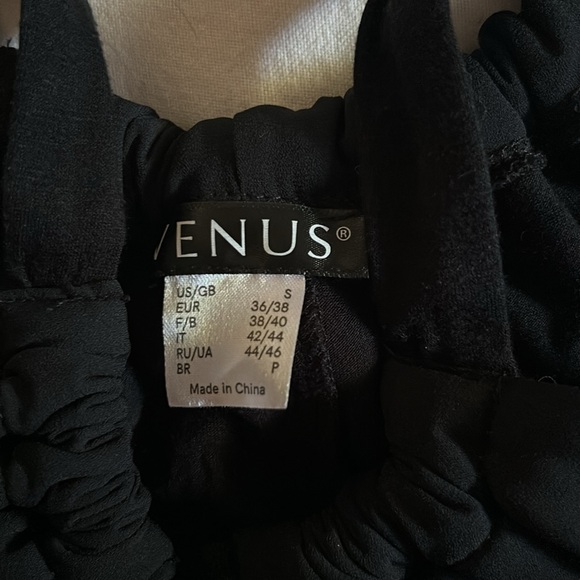 VENUS®
US/GB S
EUR 36/38
F/B 38/40
IT 42/44
RU/UA 44/46
BR P
Made in China